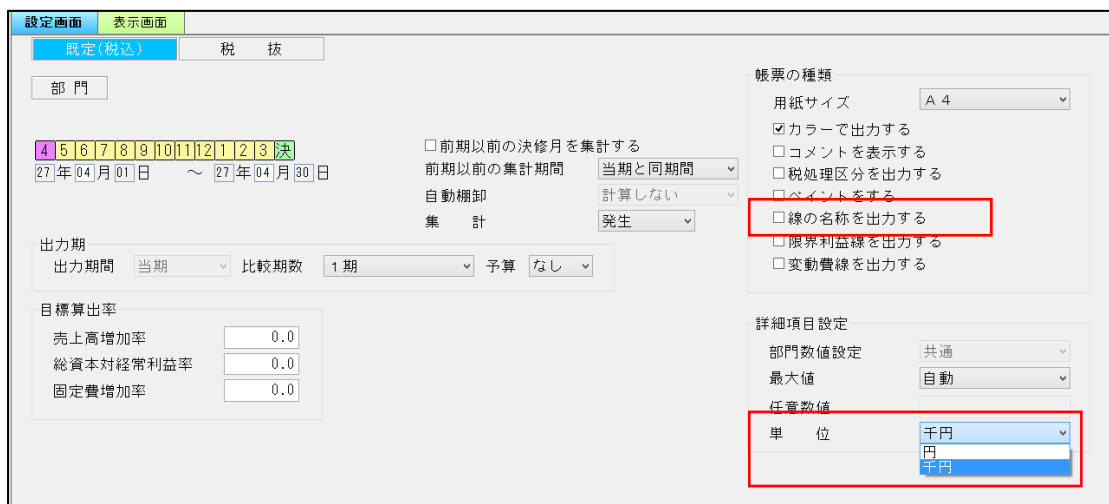 設定画面 表示画面
既定(税込) 税 抜
部 門
4 5 6 7 8 9 10 11 12 1 2 3 決
27 年 04 月 01 日 ～ 27 年 04 月 30 日
□前期以前の決修月を集計する
前期以前の集計期間 当期と同期間
自動棚卸 計算しない
集 計 発生
出力期
出力期間 当期 比較期数 1期 予算 なし
目標算出率
売上高増加率 0.0
総資本対経常利益率 0.0
固定費増加率 0.0
帳票の種類
用紙サイズ A4
☑カラーで出力する
□コメントを表示する
□税処理区分を出力する
□ペイントをする
□線の名称を出力する
□限界利益線を出力する
□変動費線を出力する
詳細項目設定
部門数値設定 共通
最大値 自動
任意数値
単 位 千円
円
千円